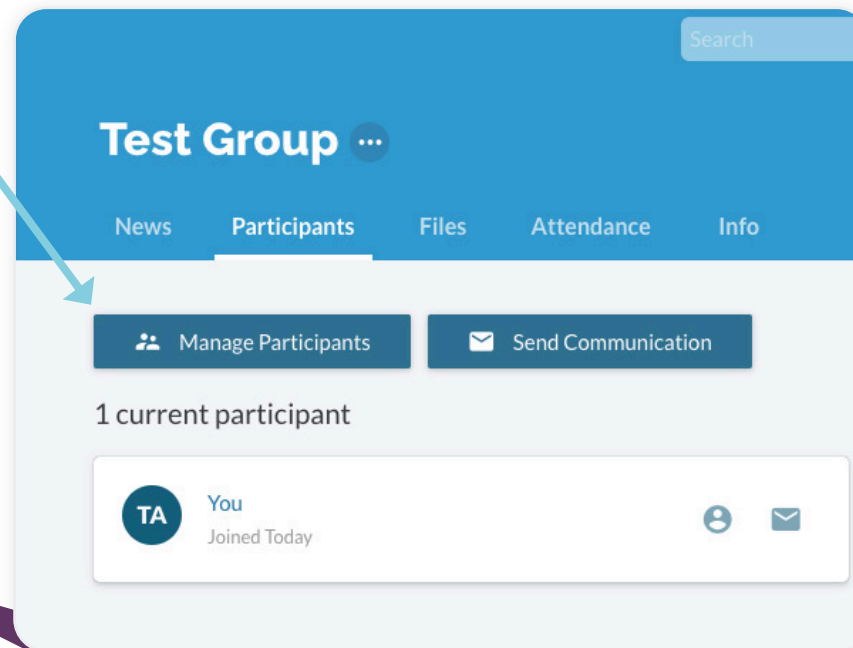 Search
Test Group
News Participants Files Attendance Info
Manage Participants Send Communication
1 current participant
TA You
Joined Today